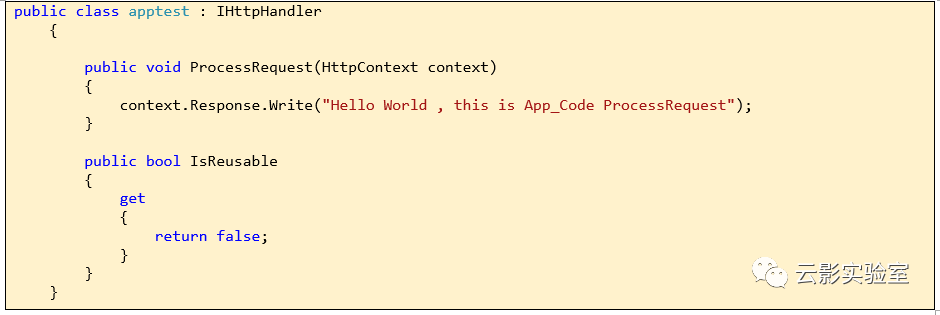 public class apptest : IHttpHandler
{
public void ProcessRequest(HttpContext context)
{
context.Response.Write("Hello World , this is App_Code ProcessRequest");
}
public bool IsReusable
{
get
{
return false;
}
}
}
云影实验室